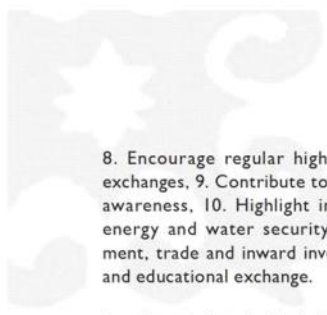 8. Encourage regular high
exchanges, 9. Contribute to
awareness, 10. Highlight
energy and water security
ment, trade and inward
and educational exchange.